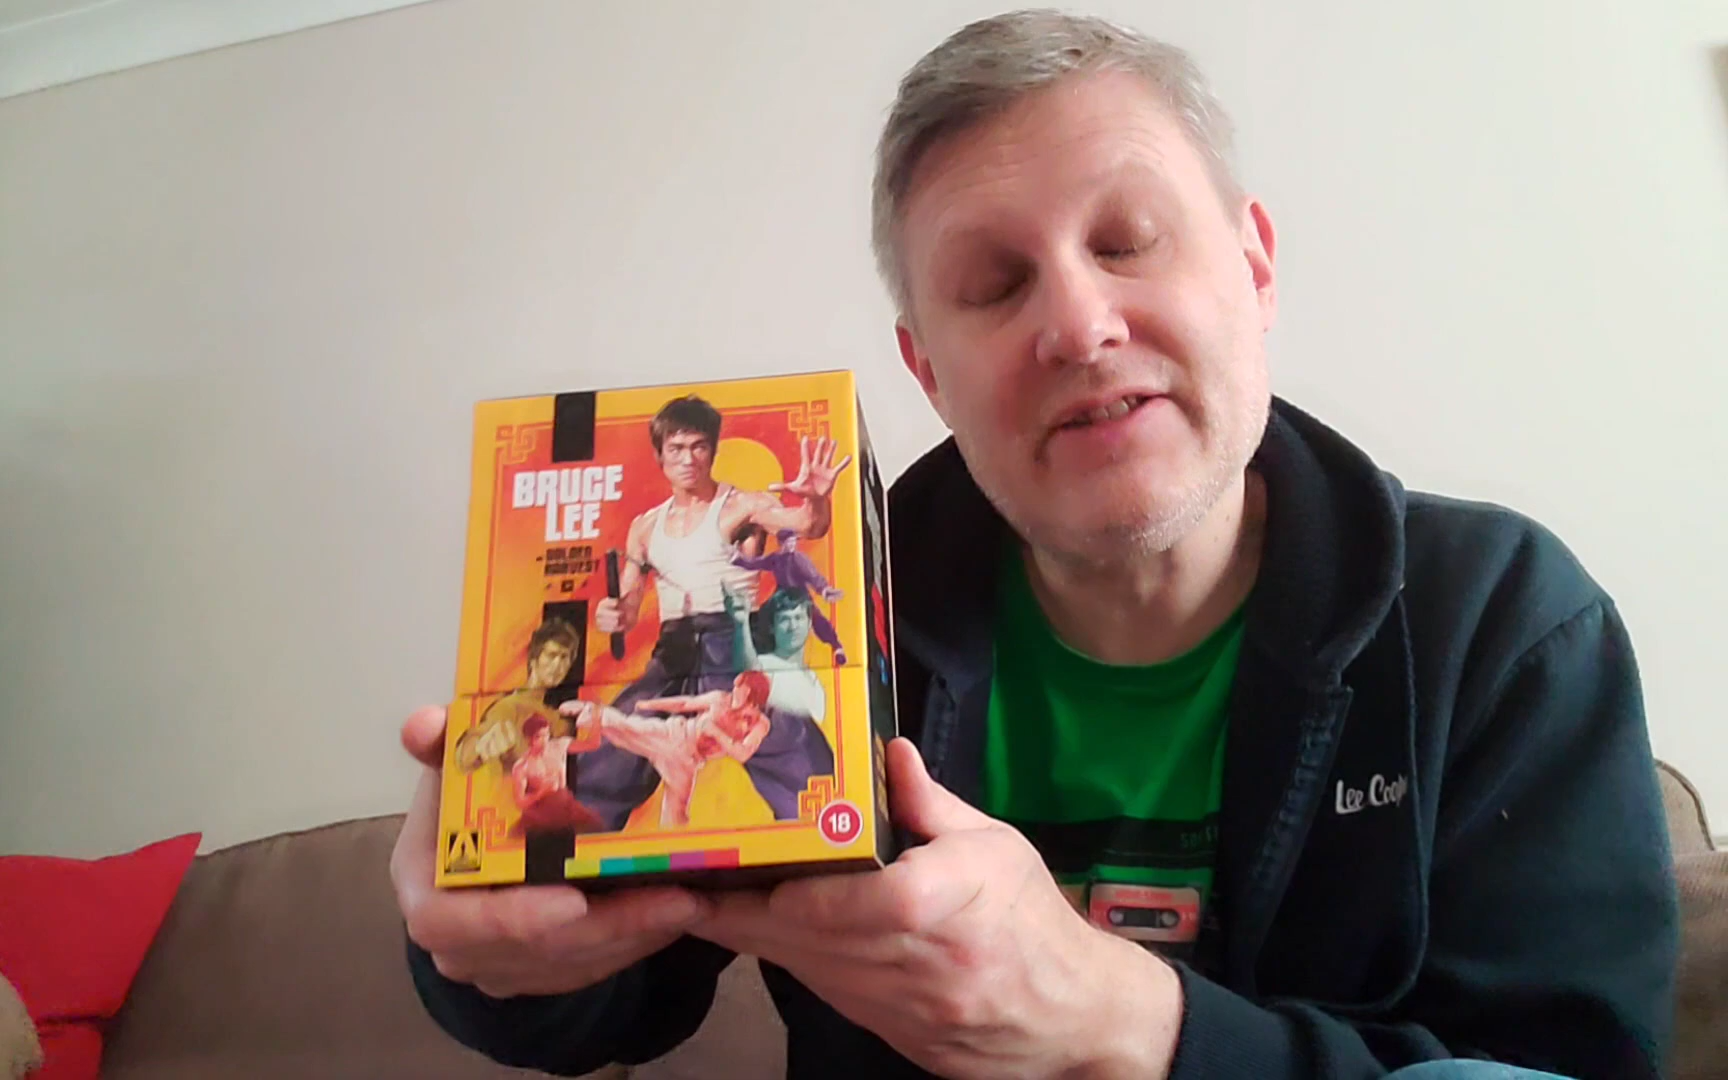 BRUCE
LEE
GOLDEN
HARVEST
18
Lee Coop